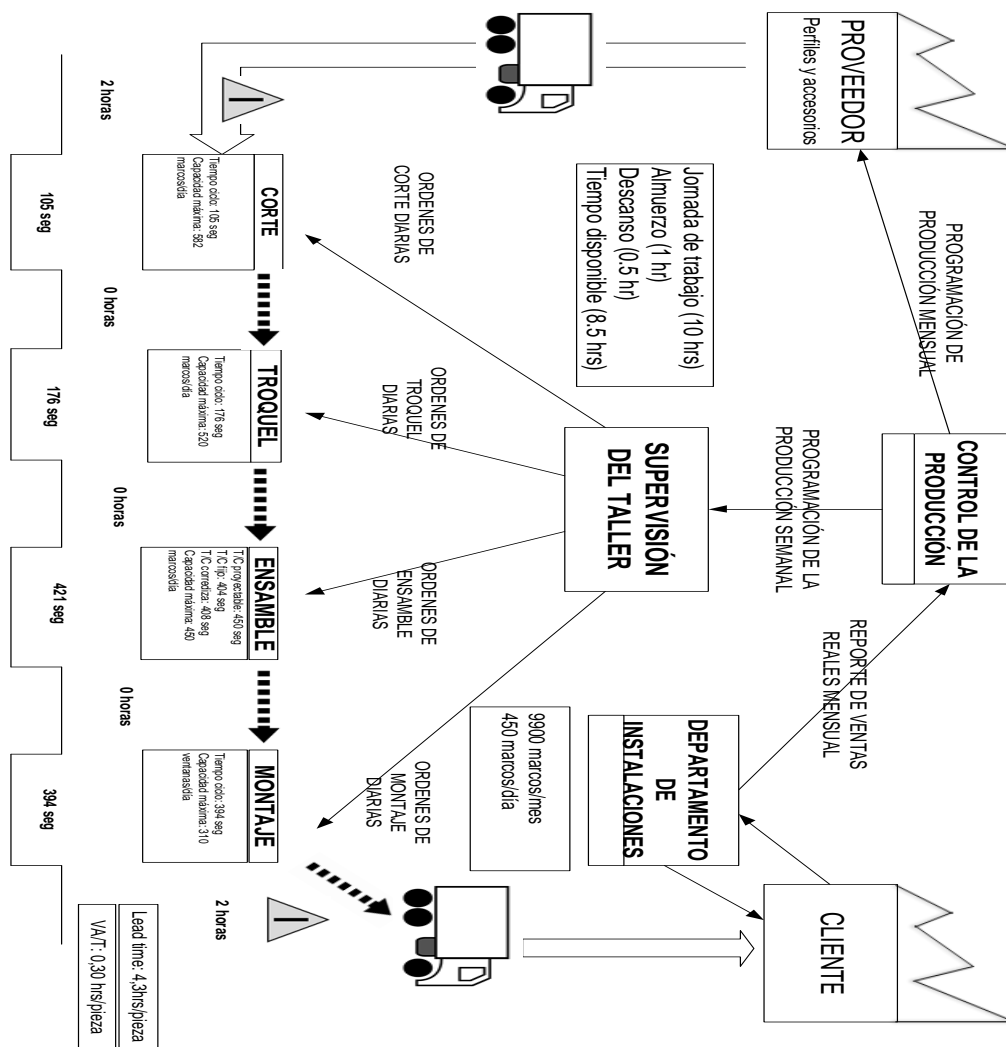 PROVEEDOR
Perfiles y accesorios
PROGRAMACIÓN DE
PRODUCCIÓN MENSUAL
CONTROL DE LA
PRODUCCIÓN
REPORTE DE VENTAS
REALES MENSUAL
CLIENTE
PROGRAMACIÓN DE LA
PRODUCCIÓN SEMANAL
DEPARTAMENTO
DE
INSTALACIONES
Jornada de trabajo (10 hrs)
Almuerzo (1 hr)
Descanso (0.5 hr)
Tiempo disponible (8.5 hrs)
SUPERVISIÓN
DEL TALLER
9900 marcos/mes
450 marcos/día
ORDENES DE
CORTE DIARIAS
ORDENES DE
TROQUEL
DIARIAS
ORDENES DE
ENSAMBLE
DIARIAS
ORDENES DE
MONTAJE
DIARIAS
I
I
CORTE
Tiempo ciclo: 105 seg
Capacidad máxima: 582
marcos/día
TROQUEL
Tiempo ciclo: 176 seg
Capacidad máxima: 520
marcos/día
ENSAMBLE
T/C proyectable: 450 seg
T/C fijp: 404 seg
T/C corrediza: 408 seg
Capacidad máxima: 450
marcos/día
MONTAJE
Tiempo ciclo: 394 seg
Capacidad máxima: 310
ventanas/día
2 horas
105 seg
0 horas
176 seg
0 horas
421 seg
0 horas
394 seg
2 horas
Lead time: 4,3hrs/pieza
VA/T: 0,30 hrs/pieza